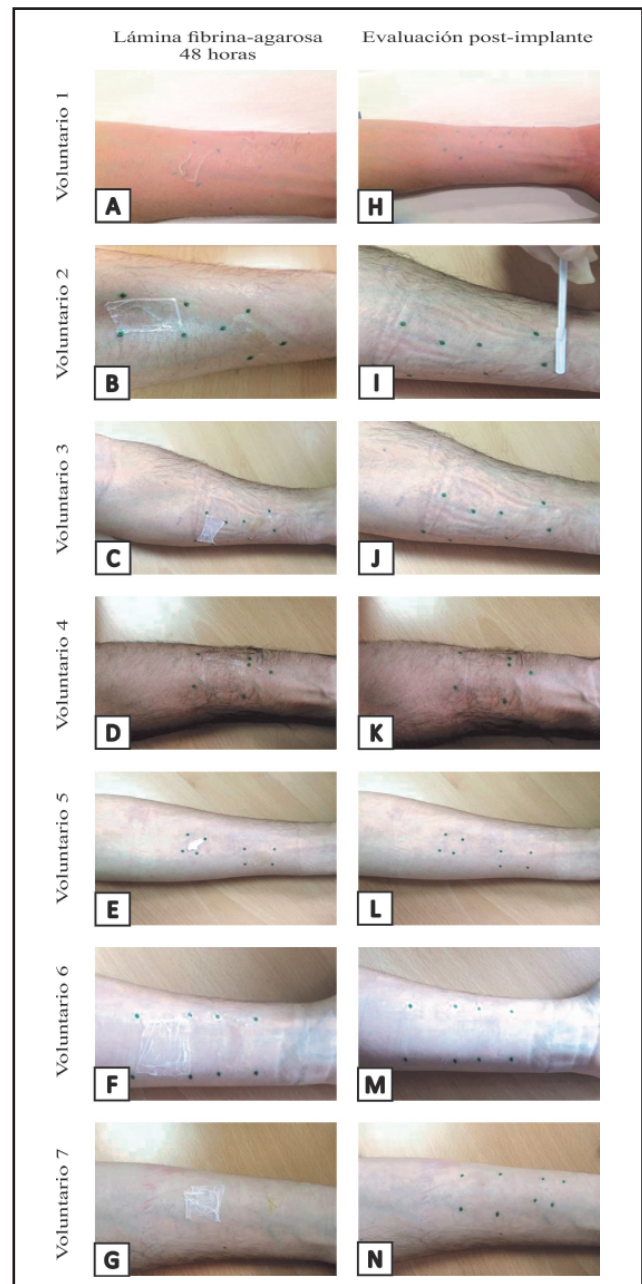 Lámina fibrina-agarosa
48 horas
Evaluación post-implante
Voluntario 1
A
H
Voluntario 2
B
I
Voluntario 3
C
J
Voluntario 4
D
K
Voluntario 5
E
L
Voluntario 6
F
M
Voluntario 7
G
N